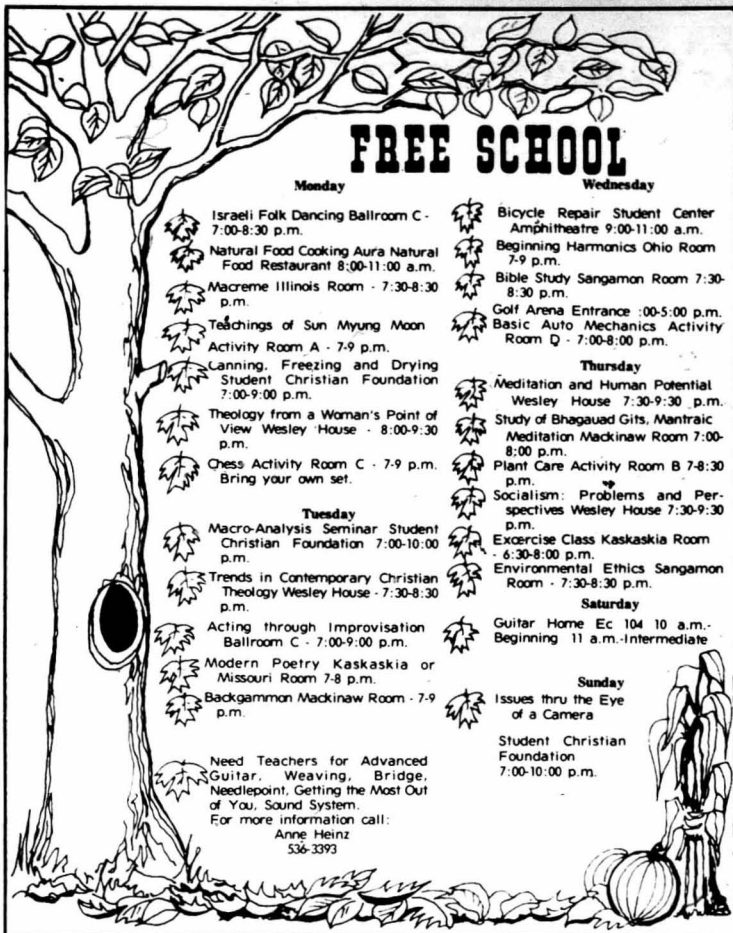 FREE SCHOOL
Monday
Israeli Folk Dancing Ballroom C -
7:00-8:30 p.m.
Natural Food Cooking Aura Natural
Food Restaurant 8:00-11:00 a.m.
Macreme Illinois Room - 7:30-8:30
p.m.
Teachings of Sun Myung Moon
Activity Room A - 7-9 p.m.
Canning, Freezing and Drying
Student Christian Foundation
7:00-9:00 p.m.
Theology from a Woman's Point of
View Wesley House - 8:00-9:30
p.m.
Chess Activity Room C - 7-9 p.m.
Bring your own set.
Tuesday
Macro-Analysis Seminar Student
Christian Foundation 7:00-10:00
p.m.
Trends in Contemporary Christian
Theology Wesley House - 7:30-8:30
p.m.
Acting through Improvisation
Ballroom C - 7:00-9:00 p.m.
Modern Poetry Kaskaskia or
Missouri Room 7-8 p.m.
Backgammon Mackinaw Room - 7-9
p.m.
Need Teachers for Advanced
Guitar, Weaving, Bridge,
Needlepoint, Getting the Most Out
of You, Sound System.
For more information call:
Anne Heinz
536-3393
Wednesday
Bicycle Repair Student Center
Amphitheatre 9:00-11:00 a.m.
Beginning Harmonics Ohio Room
7-9 p.m.
Bible Study Sangamon Room 7:30-
8:30 p.m.
Golf Arena Entrance :00-5:00 p.m.
Basic Auto Mechanics Activity
Room D - 7:00-8:00 p.m.
Thursday
Meditation and Human Potential
Wesley House 7:30-9:30 p.m.
Study of Bhagauad Gits, Mantraic
Meditation Mackinaw Room 7:00-
8:00 p.m.
Plant Care Activity Room B 7-8:30
p.m.
Socialism: Problems and Per-
spectives Wesley House 7:30-9:30
p.m.
Excercise Class Kaskaskia Room
- 6:30-8:00 p.m.
Environmental Ethics Sangamon
Room - 7:30-8:30 p.m.
Saturday
Guitar Home Ec 104 10 a.m.-
Beginning 11 a.m.-Intermediate
Sunday
Issues thru the Eye
of a Camera
Student Christian
Foundation
7:00-10:00 p.m.